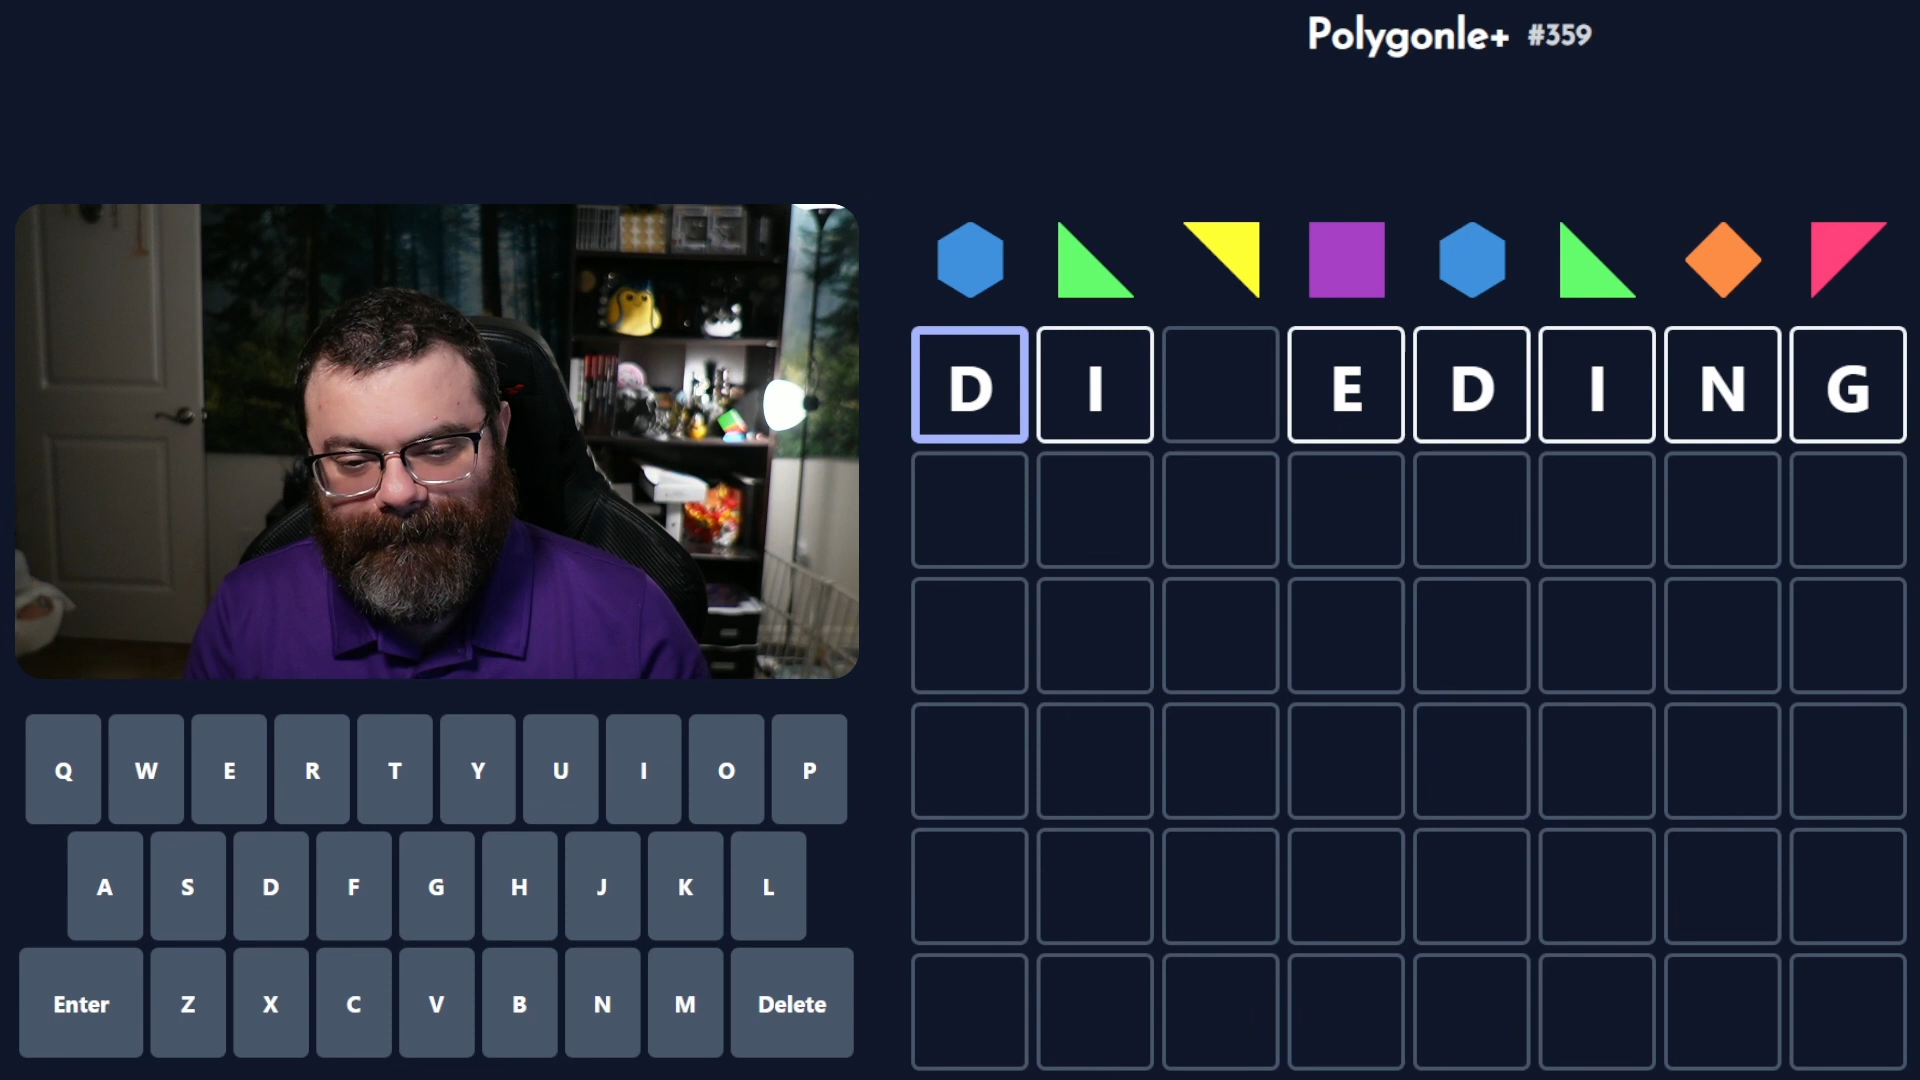 Polygonle+ #359
D I E D I N G
Q W E R T Y U I O P
A S D F G H J K L
Enter Z X C V B N M Delete